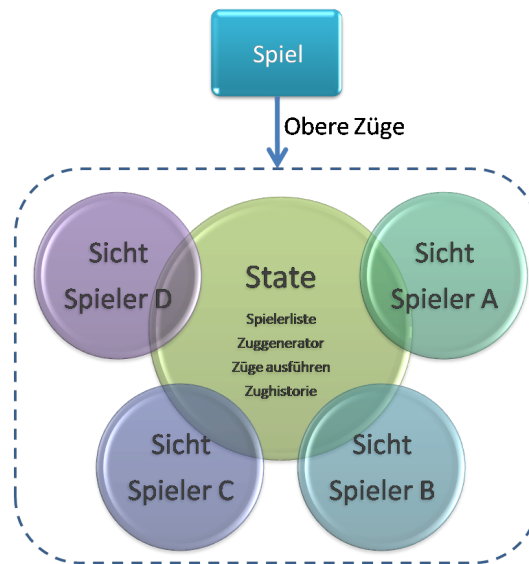 Spiel
Obere Züge
Sicht
Spieler D
State
Spielerliste
Zuggenerator
Züge ausführen
Zughistorie
Sicht
Spieler A
Sicht
Spieler C
Sicht
Spieler B